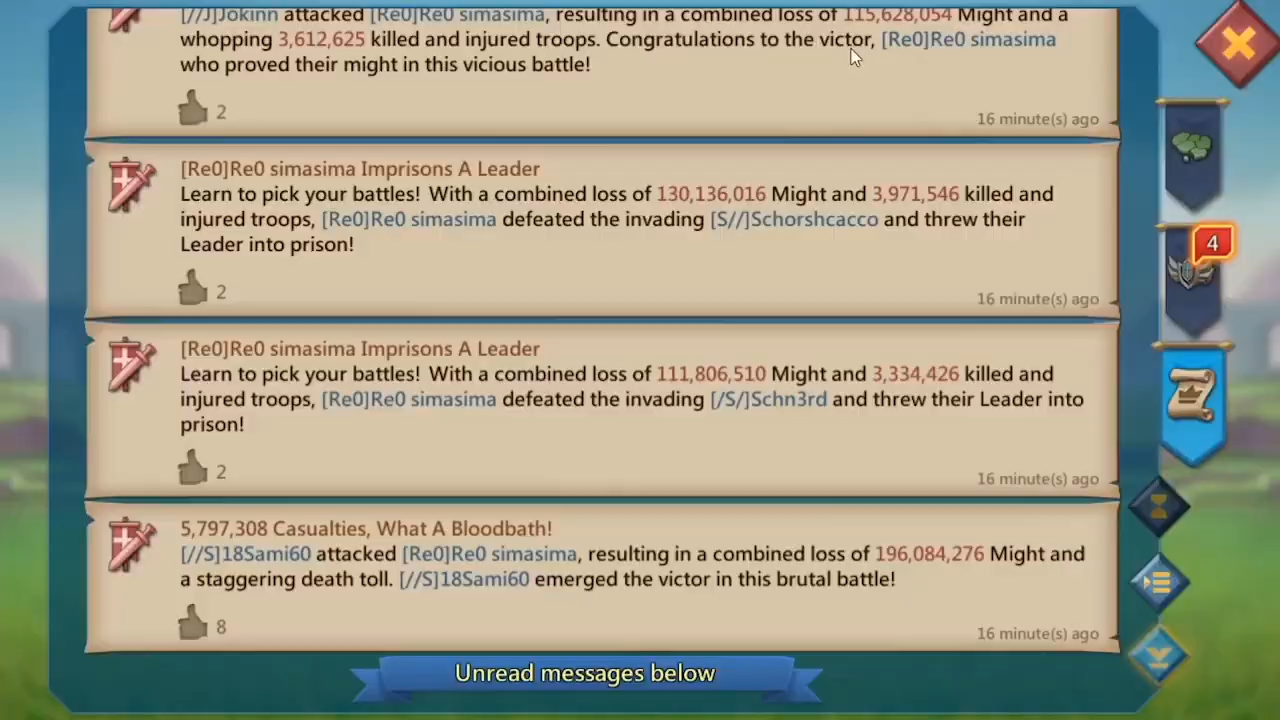 [//J]Jokinn attacked [Re0]Re0 simasima, resulting in a combined loss of 115,628,054 Might and a
whopping 3,612,625 killed and injured troops. Congratulations to the victor, [Re0]Re0 simasima
who proved their might in this vicious battle!
2
16 minute(s) ago
[Re0]Re0 simasima Imprisons A Leader
Learn to pick your battles! With a combined loss of 130,136,016 Might and 3,971,546 killed and
injured troops, [Re0]Re0 simasima defeated the invading [S//]Schorshcacco and threw their
Leader into prison!
2
16 minute(s) ago
4
[Re0]Re0 simasima Imprisons A Leader
Learn to pick your battles! With a combined loss of 111,806,510 Might and 3,334,426 killed and
injured troops, [Re0]Re0 simasima defeated the invading [/S/]Schn3rd and threw their Leader into
prison!
2
16 minute(s) ago
5,797,308 Casualties, What A Bloodbath!
[//S]18Sami60 attacked [Re0]Re0 simasima, resulting in a combined loss of 196,084,276 Might and
a staggering death toll. [//S]18Sami60 emerged the victor in this brutal battle!
8
16 minute(s) ago
Unread messages below